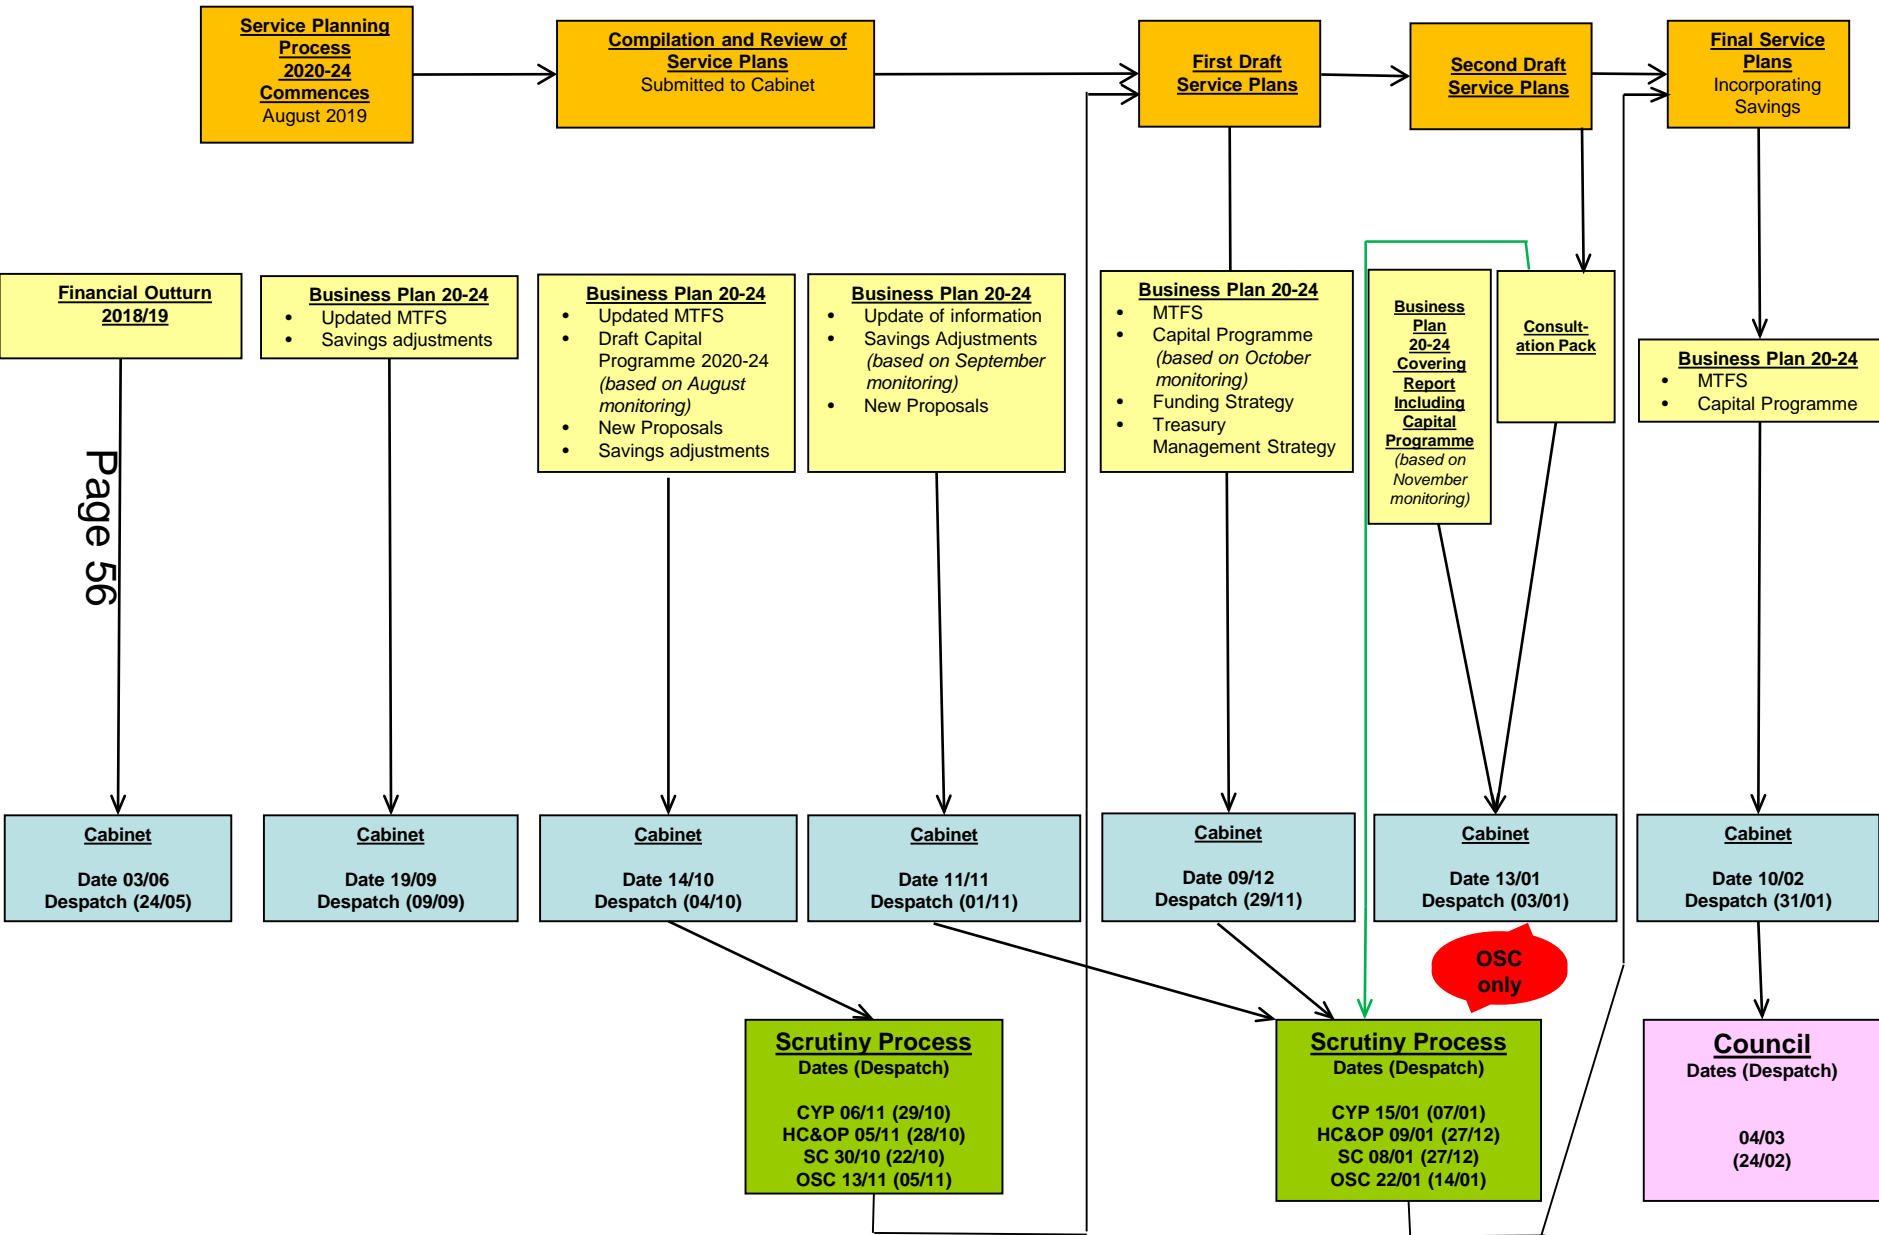 Service Planning
Process
2020-24
Commences
August 2019
Compilation and Review of
Service Plans
Submitted to Cabinet
First Draft
Service Plans
Second Draft
Service Plans
Final Service
Plans
Incorporating
Savings
Financial Outturn
2018/19
Business Plan 20-24
• Updated MTFS
• Savings adjustments
Business Plan 20-24
• Updated MTFS
• Draft Capital
Programme 2020-24
(based on August
monitoring)
• New Proposals
• Savings adjustments
Business Plan 20-24
• Update of information
• Savings Adjustments
(based on September
monitoring)
• New Proposals
Business Plan 20-24
• MTFS
• Capital Programme
(based on October
monitoring)
• Funding Strategy
• Treasury
Management Strategy
Business
Plan
20-24
Covering
Report
Including
Capital
Programme
(based on
November
monitoring)
Consult-
ation Pack
Business Plan 20-24
• MTFS
• Capital Programme
Page 56
Cabinet
Date 03/06
Despatch (24/05)
Cabinet
Date 19/09
Despatch (09/09)
Cabinet
Date 14/10
Despatch (04/10)
Cabinet
Date 11/11
Despatch (01/11)
Cabinet
Date 09/12
Despatch (29/11)
Cabinet
Date 13/01
Despatch (03/01)
Cabinet
Date 10/02
Despatch (31/01)
OSC
only
Scrutiny Process
Dates (Despatch)
CYP 06/11 (29/10)
HC&OP 05/11 (28/10)
SC 30/10 (22/10)
OSC 13/11 (05/11)
Scrutiny Process
Dates (Despatch)
CYP 15/01 (07/01)
HC&OP 09/01 (27/12)
SC 08/01 (27/12)
OSC 22/01 (14/01)
Council
Dates (Despatch)
04/03
(24/02)